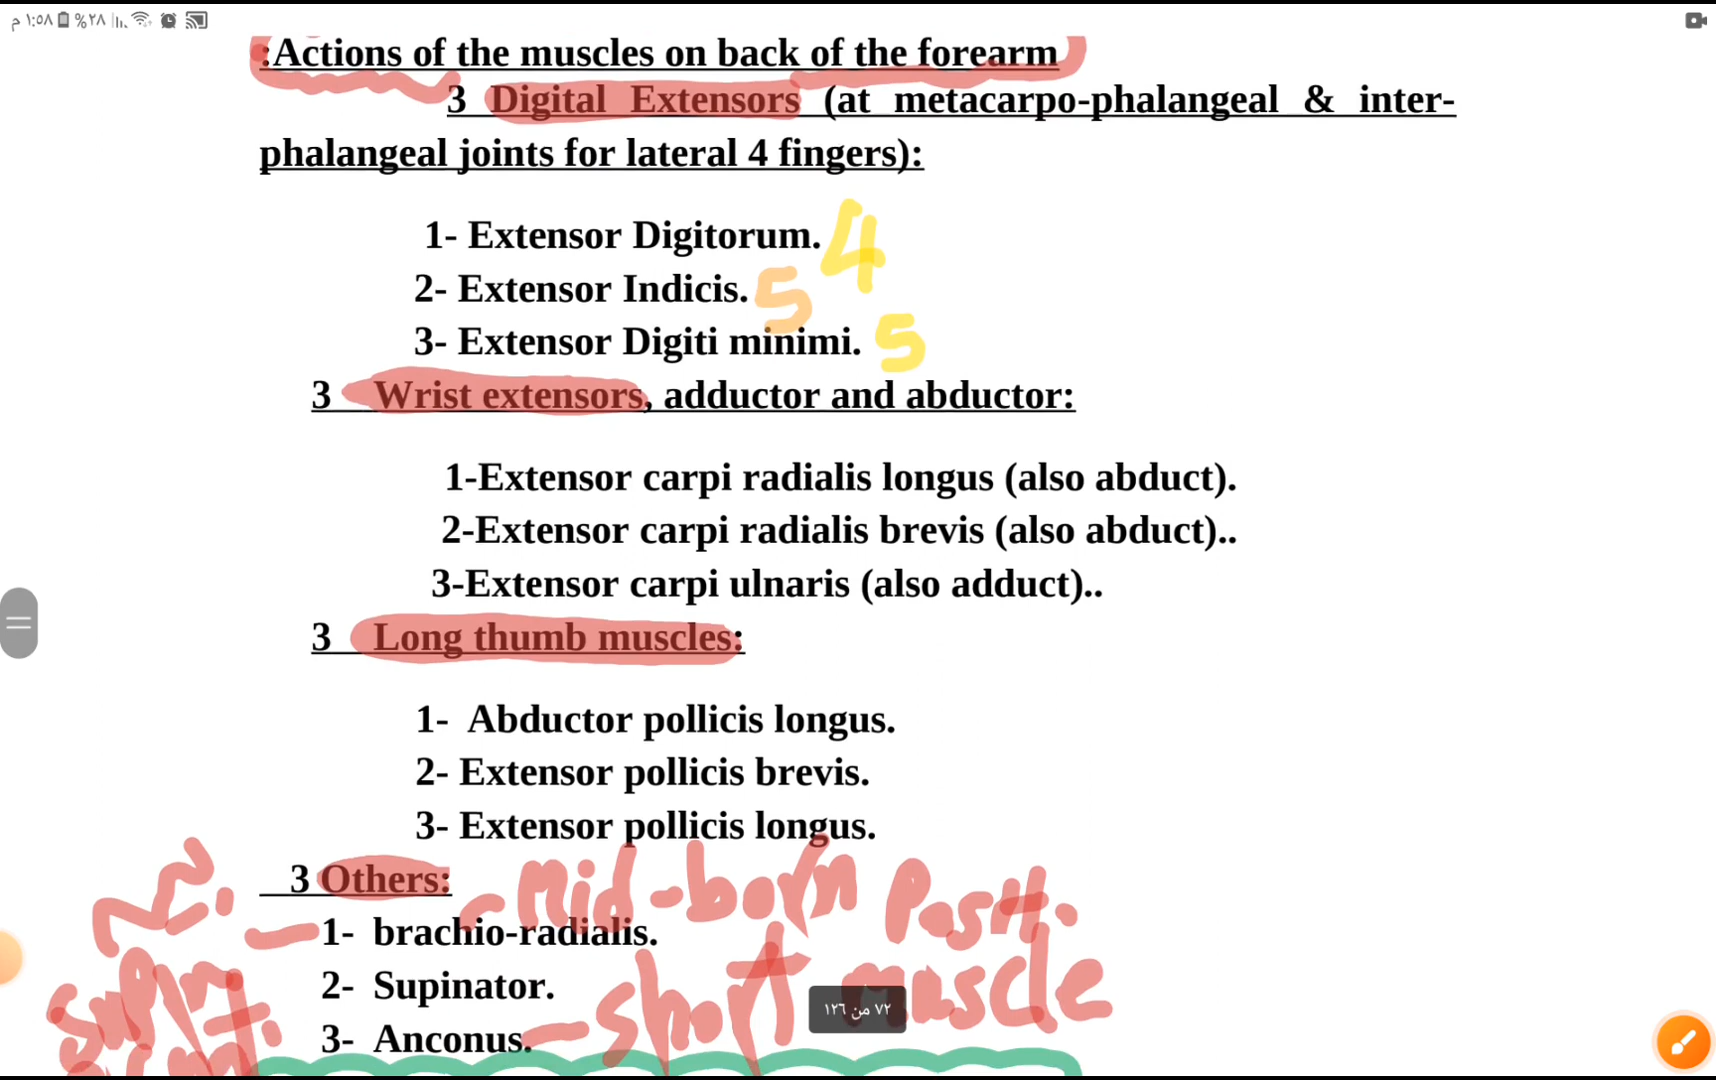 ١:٥٨ م %٢٨
:Actions of the muscles on back of the forearm
3 Digital Extensors (at metacarpo-phalangeal & inter-
phalangeal joints for lateral 4 fingers):
1- Extensor Digitorum. 4
2- Extensor Indicis. 5
3- Extensor Digiti minimi. 5
3 Wrist extensors, adductor and abductor:
1-Extensor carpi radialis longus (also abduct).
2-Extensor carpi radialis brevis (also abduct)..
3-Extensor carpi ulnaris (also adduct)..
3 Long thumb muscles:
1- Abductor pollicis longus.
2- Extensor pollicis brevis.
3- Extensor pollicis longus.
3 Others:
Mid-born Post.
1- brachio-radialis.
2- Supinator.
short muscle
3- Anconus.
٧٢ من ١٢٦